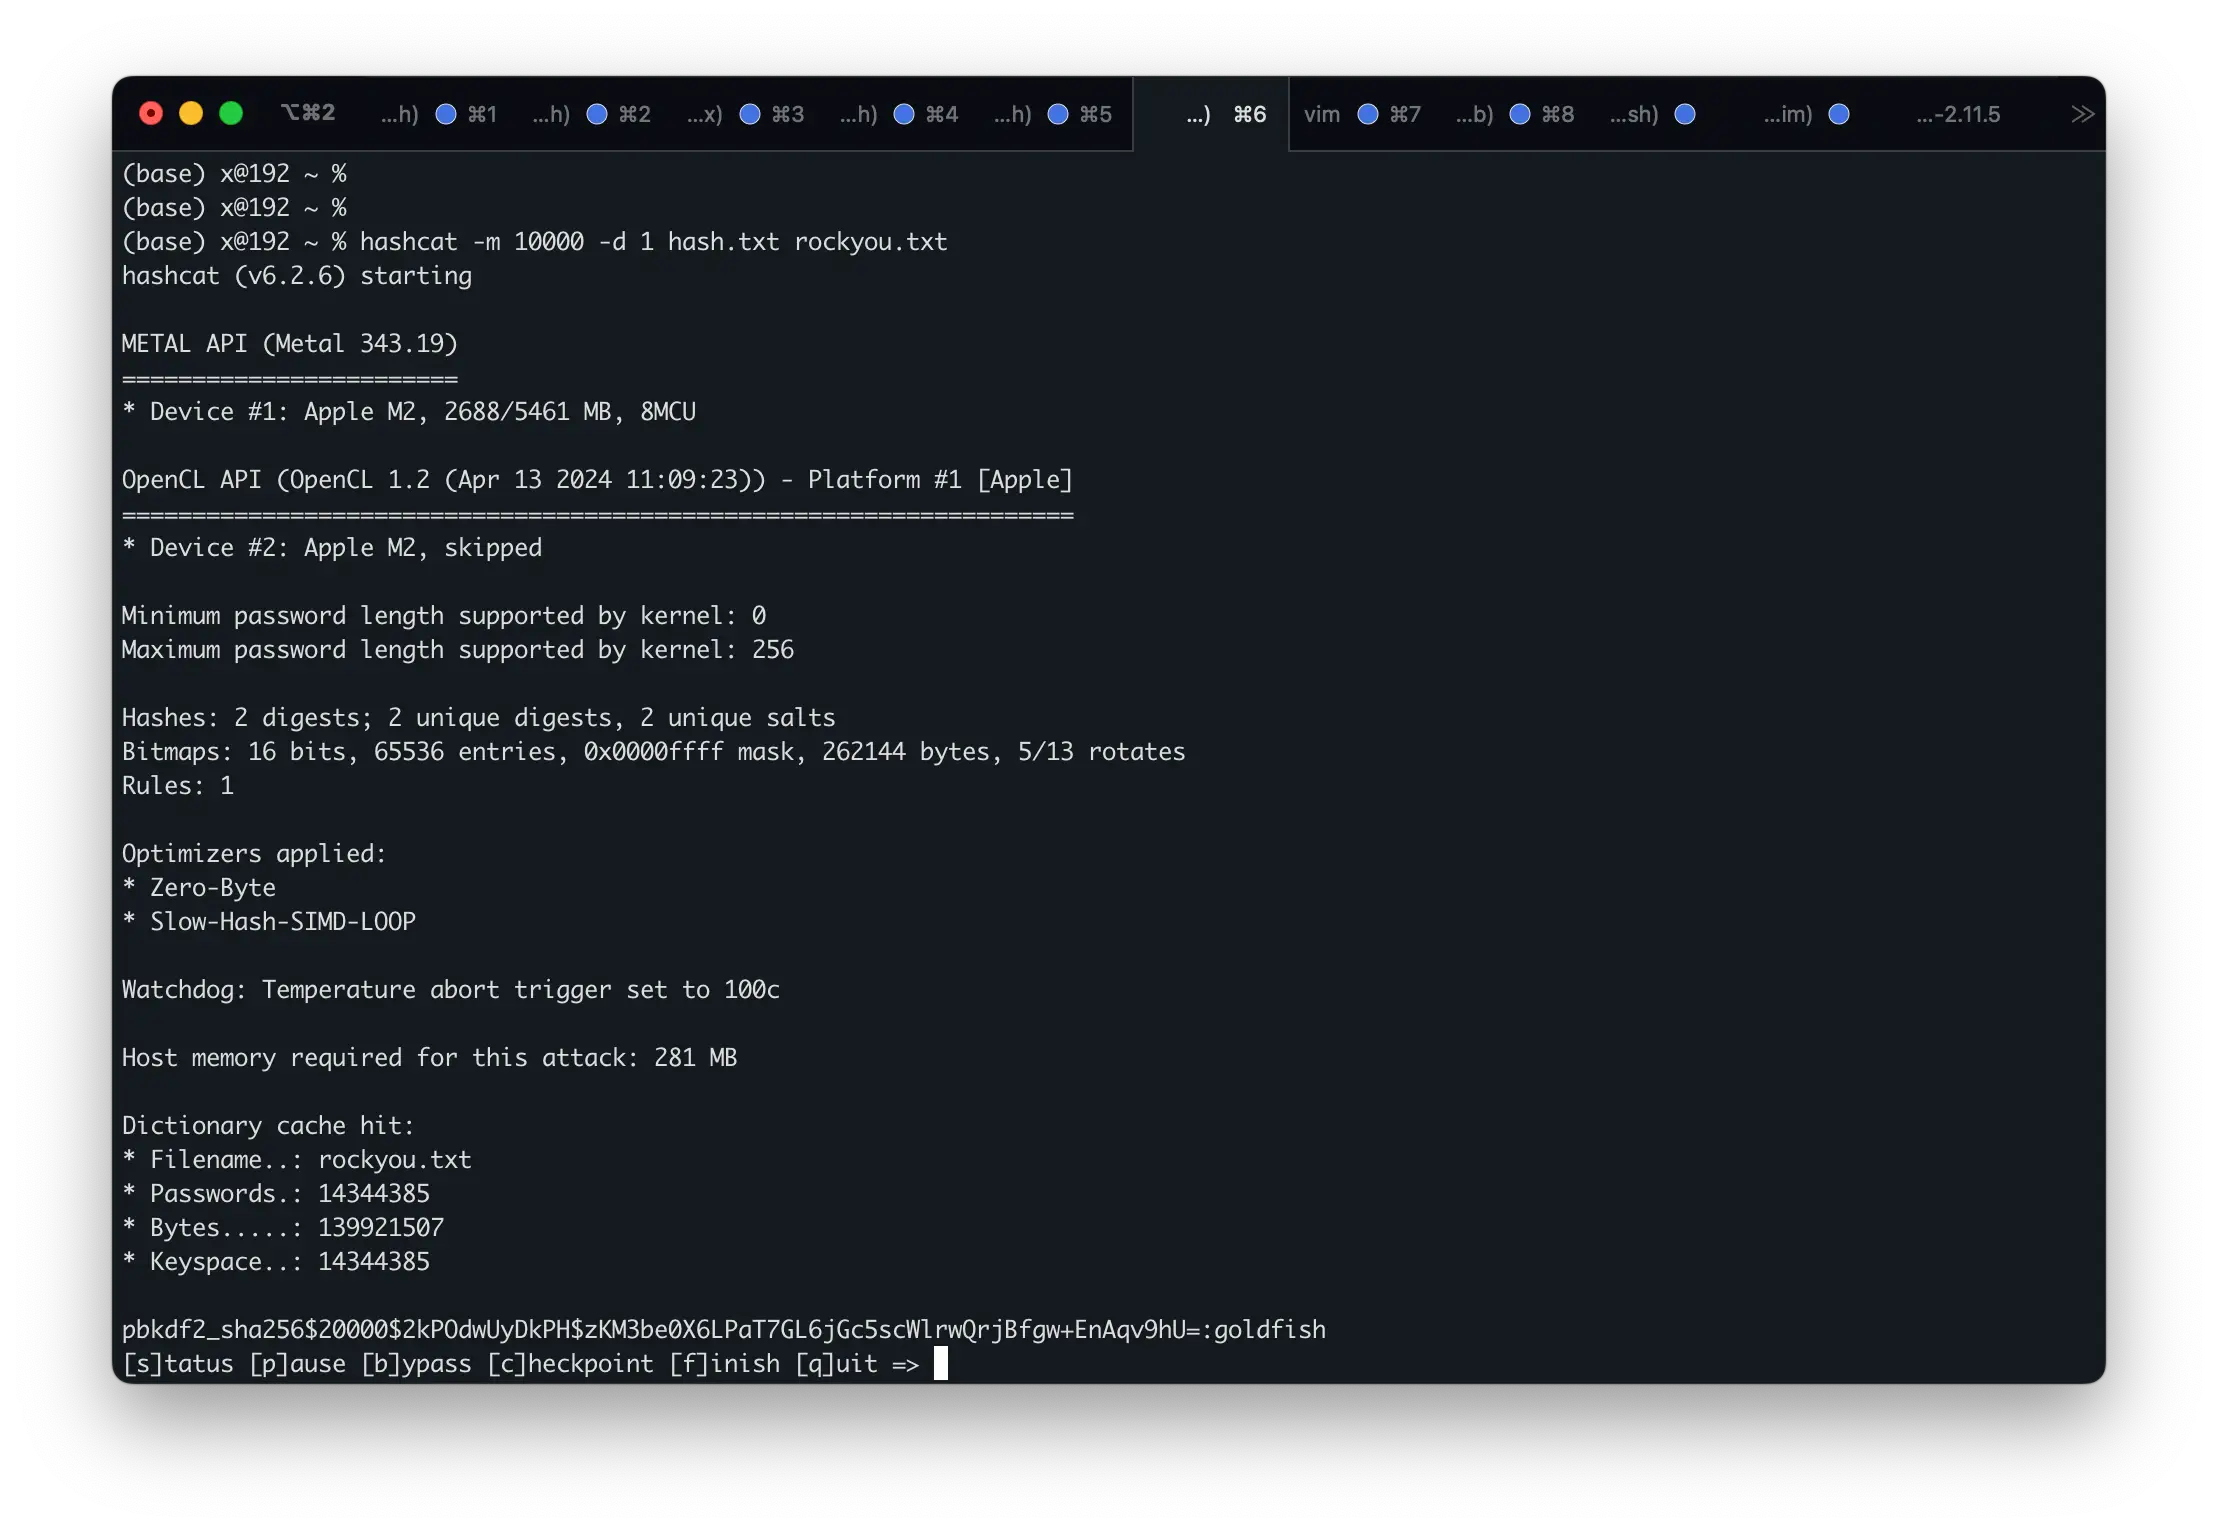 ⌥⌘2 ...h) ⌘1 ...h) ⌘2 ...x) ⌘3 ...h) ⌘4 ...h) ⌘5 ...) ⌘6 vim ⌘7 ...b) ⌘8 ...sh) ...im) ...-2.11.5 >>
(base) x@192 ~ %
(base) x@192 ~ %
(base) x@192 ~ % hashcat -m 10000 -d 1 hash.txt rockyou.txt
hashcat (v6.2.6) starting
METAL API (Metal 343.19)
========================
* Device #1: Apple M2, 2688/5461 MB, 8MCU
OpenCL API (OpenCL 1.2 (Apr 13 2024 11:09:23)) - Platform #1 [Apple]
====================================================================
* Device #2: Apple M2, skipped
Minimum password length supported by kernel: 0
Maximum password length supported by kernel: 256
Hashes: 2 digests; 2 unique digests, 2 unique salts
Bitmaps: 16 bits, 65536 entries, 0x0000ffff mask, 262144 bytes, 5/13 rotates
Rules: 1
Optimizers applied:
* Zero-Byte
* Slow-Hash-SIMD-LOOP
Watchdog: Temperature abort trigger set to 100c
Host memory required for this attack: 281 MB
Dictionary cache hit:
* Filename..: rockyou.txt
* Passwords.: 14344385
* Bytes.....: 139921507
* Keyspace..: 14344385
pbkdf2_sha256$20000$2kPOdwUyDkPH$zKM3be0X6LPaT7GL6jGc5scWlrwQrjBfgw+EnAqv9hU=:goldfish
[s]tatus [p]ause [b]ypass [c]heckpoint [f]inish [q]uit =>